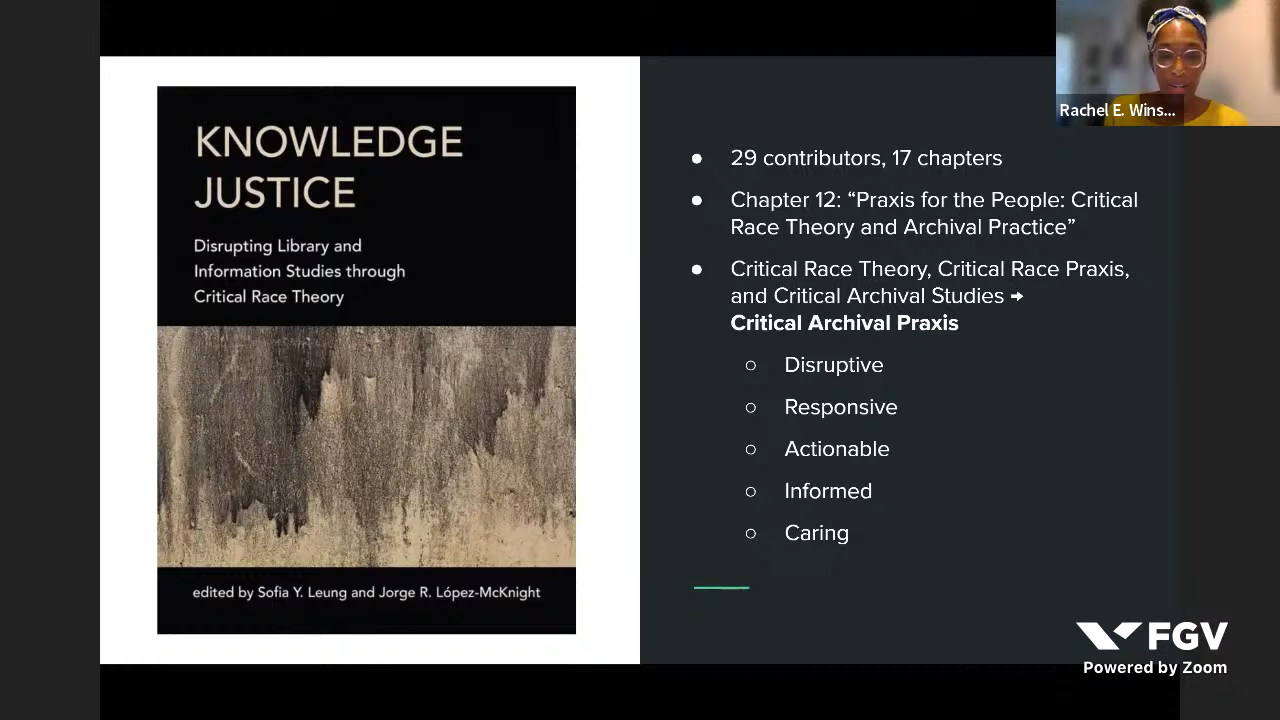 KNOWLEDGE
JUSTICE
Disrupting Library and
Information Studies through
Critical Race Theory
edited by Sofia Y. Leung and Jorge R. López-McKnight
● 29 contributors, 17 chapters
● Chapter 12: “Praxis for the People: Critical
Race Theory and Archival Practice”
● Critical Race Theory, Critical Race Praxis,
and Critical Archival Studies →
Critical Archival Praxis
○ Disruptive
○ Responsive
○ Actionable
○ Informed
○ Caring
Rachel E. Wins...
FGV
Powered by Zoom